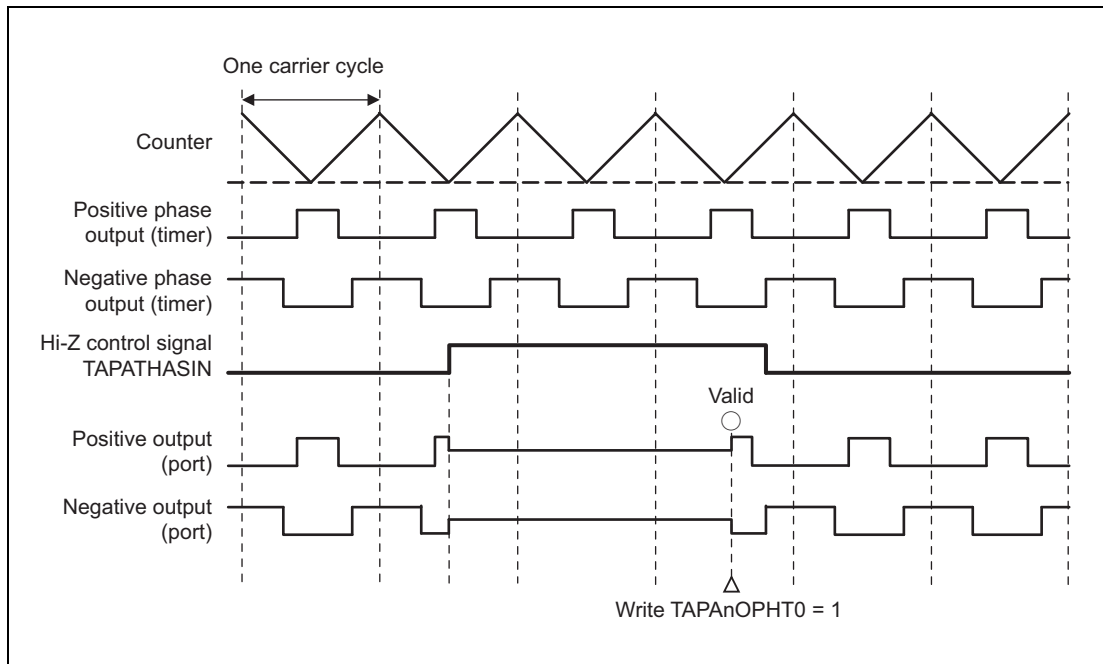 One carrier cycle
Counter
Positive phase
output (timer)
Negative phase
output (timer)
Hi-Z control signal
TAPATHASIN
Valid
Positive output
(port)
Negative output
(port)
Write TAPAnOPHT0 = 1